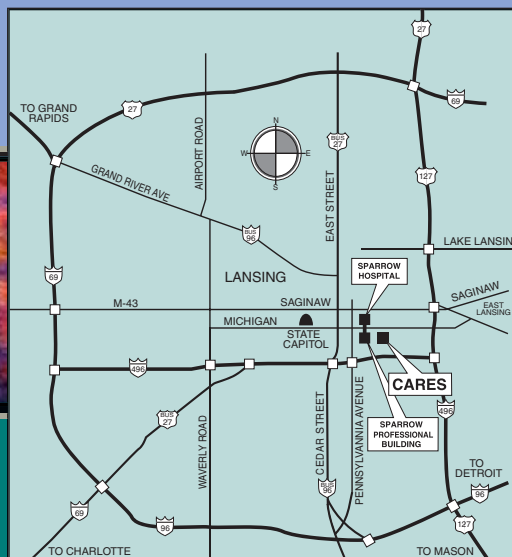 27
TO GRAND
RAPIDS
27
69
AIRPORT ROAD
N
W
E
S
BUS
27
GRAND RIVER AVE
EAST STREET
127
BUS
96
LAKE LANSIN
69
LANSING
SPARROW
HOSPITAL
M-43
SAGINAW
SAGINAW
EAST
LANSING
MICHIGAN
STATE
CAPITOL
496
CARES
BUS
27
WAVERLY ROAD
CEDAR STREET
PENNSYLVANNIA AVENUE
496
SPARROW
PROFESSIONAL
BUILDING
TO
DETROIT
BUS
96
96
69
96
127
TO CHARLOTTE
TO MASON